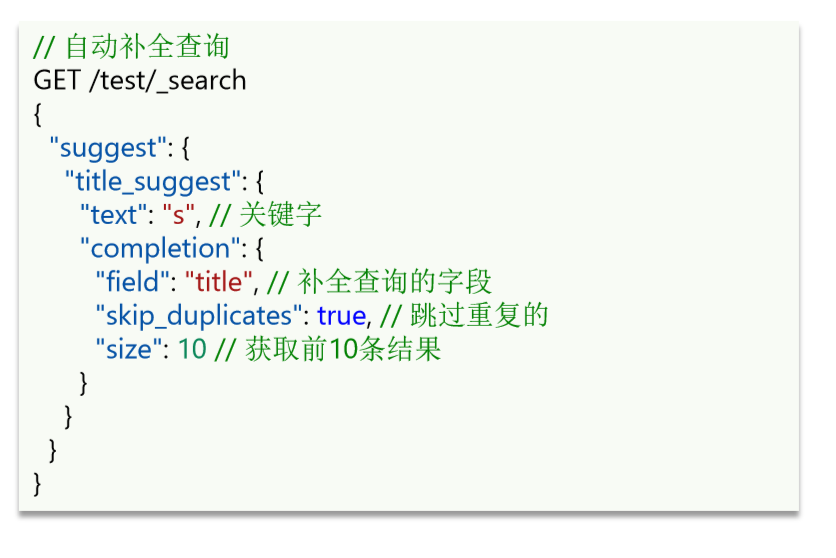 // 自动补全查询
GET /test/_search
{
  "suggest": {
    "title_suggest": {
      "text": "s", // 关键字
      "completion": {
        "field": "title", // 补全查询的字段
        "skip_duplicates": true, // 跳过重复的
        "size": 10 // 获取前10条结果
      }
    }
  }
}